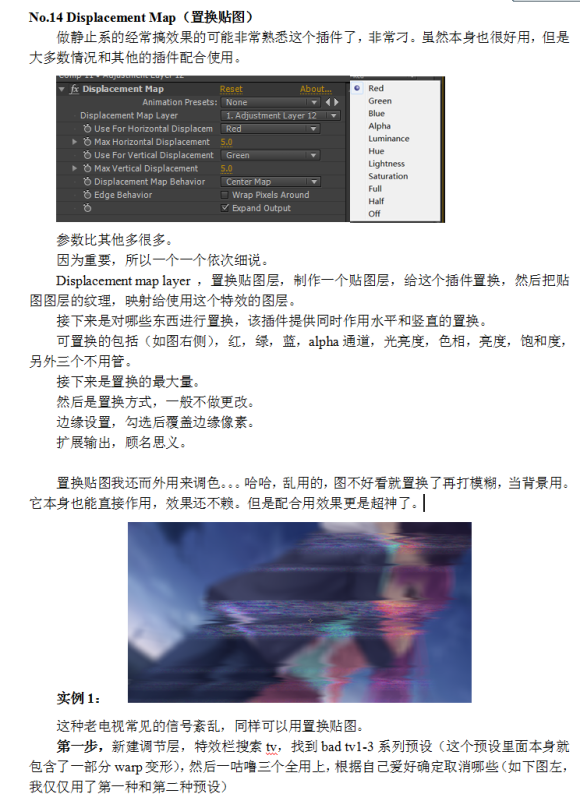 No.14 Displacement Map（置换贴图）
做静止系的经常搞效果的可能非常熟悉这个插件了，非常刁。虽然本身也很好用，但是
大多数情况和其他的插件配合使用。
Comp 11 • Adjustment Layer 12
fx Displacement Map Reset About...
Animation Presets: None
Displacement Map Layer 1. Adjustment Layer 12
Use For Horizontal Displacem Red
Max Horizontal Displacement 5.0
Use For Vertical Displacement Green
Max Vertical Displacement 5.0
Displacement Map Behavior Center Map
Edge Behavior Wrap Pixels Around
Expand Output
Red
Green
Blue
Alpha
Luminance
Hue
Lightness
Saturation
Full
Half
Off
参数比其他多很多。
因为重要，所以一个一个依次细说。
Displacement map layer ，置换贴图层，制作一个贴图层，给这个插件置换，然后把贴
图图层的纹理，映射给使用这个特效的图层。
接下来是对哪些东西进行置换，该插件提供同时作用水平和竖直的置换。
可置换的包括（如图右侧），红，绿，蓝，alpha 通道，光亮度，色相，亮度，饱和度，
另外三个不用管。
接下来是置换的最大量。
然后是置换方式，一般不做更改。
边缘设置，勾选后覆盖边缘像素。
扩展输出，顾名思义。
置换贴图我还而外用来调色。。。哈哈，乱用的，图不好看就置换了再打模糊，当背景用。
它本身也能直接作用，效果还不赖。但是配合用效果更是超神了。
实例 1：
这种老电视常见的信号紊乱，同样可以用置换贴图。
第一步，新建调节层，特效栏搜索 tv，找到 bad tv1-3 系列预设（这个预设里面本身就
包含了一部分 warp 变形），然后一咕噜三个全用上，根据自己爱好确定取消哪些（如下图左，
我仅仅用了第一种和第二种预设）